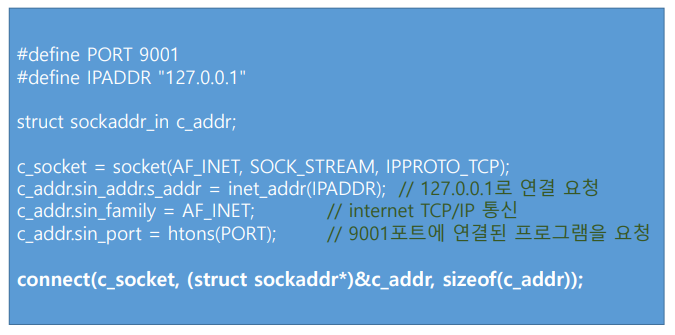 #define PORT 9001
#define IPADDR "127.0.0.1"
struct sockaddr_in c_addr;
c_socket = socket(AF_INET, SOCK_STREAM, IPPROTO_TCP);
c_addr.sin_addr.s_addr = inet_addr(IPADDR); // 127.0.0.1로 연결 요청
c_addr.sin_family = AF_INET; // internet TCP/IP 통신
c_addr.sin_port = htons(PORT); // 9001포트에 연결된 프로그램을 요청
connect(c_socket, (struct sockaddr*)&c_addr, sizeof(c_addr));